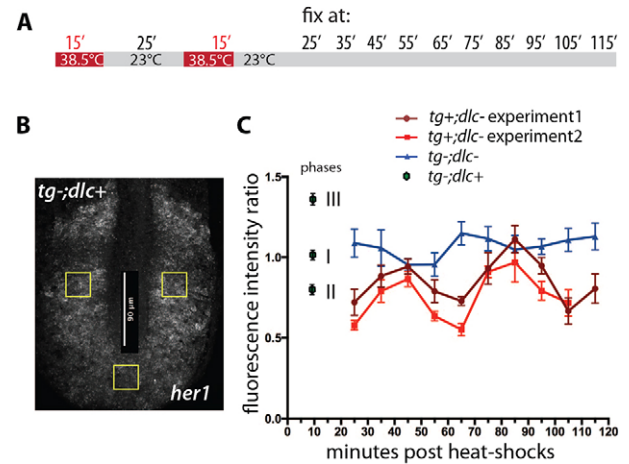 A
fix at:
15′ 25′ 15′ 25′ 35′ 45′ 55′ 65′ 75′ 85′ 95′ 105′ 115′
38.5°C 23°C 38.5°C 23°C
B
tg-;dlc+
90 µm
her1
C
tg+;dlc- experiment1
tg+;dlc- experiment2
tg-;dlc-
tg-;dlc+
phases
III
I
II
fluorescence intensity ratio
1.5
1.0
0.5
0.0
0 10 20 30 40 50 60 70 80 90 100 110 120
minutes post heat-shocks